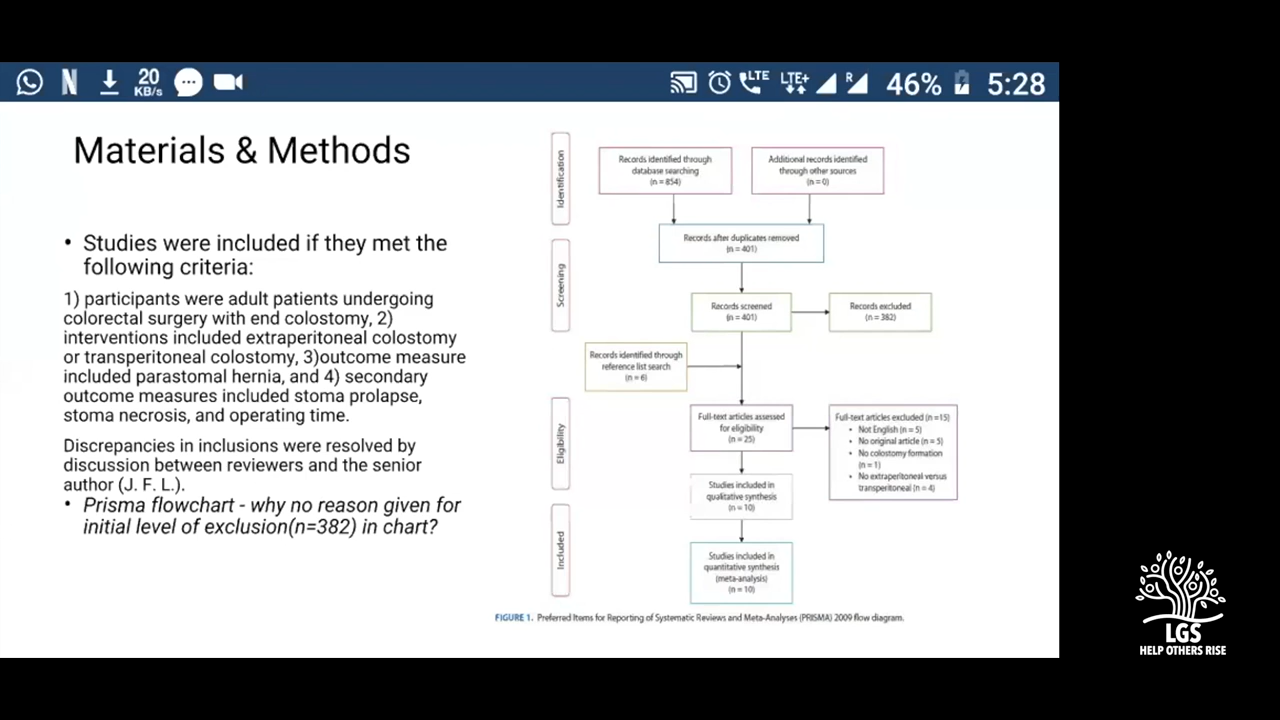 20
KB/s
LTE
LTE+
R
46%
5:28
Materials & Methods
• Studies were included if they met the
following criteria:
1) participants were adult patients undergoing
colorectal surgery with end colostomy, 2)
interventions included extraperitoneal colostomy
or transperitoneal colostomy, 3)outcome measure
included parastomal hernia, and 4) secondary
outcome measures included stoma prolapse,
stoma necrosis, and operating time.
Discrepancies in inclusions were resolved by
discussion between reviewers and the senior
author (J. F. L.).
• Prisma flowchart - why no reason given for
initial level of exclusion(n=382) in chart?
Identification
Records identified through
database searching
(n = 854)
Additional records identified
through other sources
(n = 0)
Records after duplicates removed
(n = 401)
Screening
Records screened
(n = 401)
Records excluded
(n = 382)
Records identified through
reference list search
(n = 6)
Eligibility
Full-text articles assessed
for eligibility
(n = 25)
Full-text articles excluded (n =15)
• Not English (n = 5)
• No original article (n = 5)
• No colostomy formation
(n = 1)
• No extraperitoneal versus
transperitoneal (n = 4)
Studies included in
qualitative synthesis
(n = 10)
Included
Studies included in
quantitative synthesis
(meta-analysis)
(n = 10)
FIGURE 1. Preferred Items for Reporting of Systematic Reviews and Meta-Analyses (PRISMA) 2009 flow diagram.
LGS
HELP OTHERS RISE